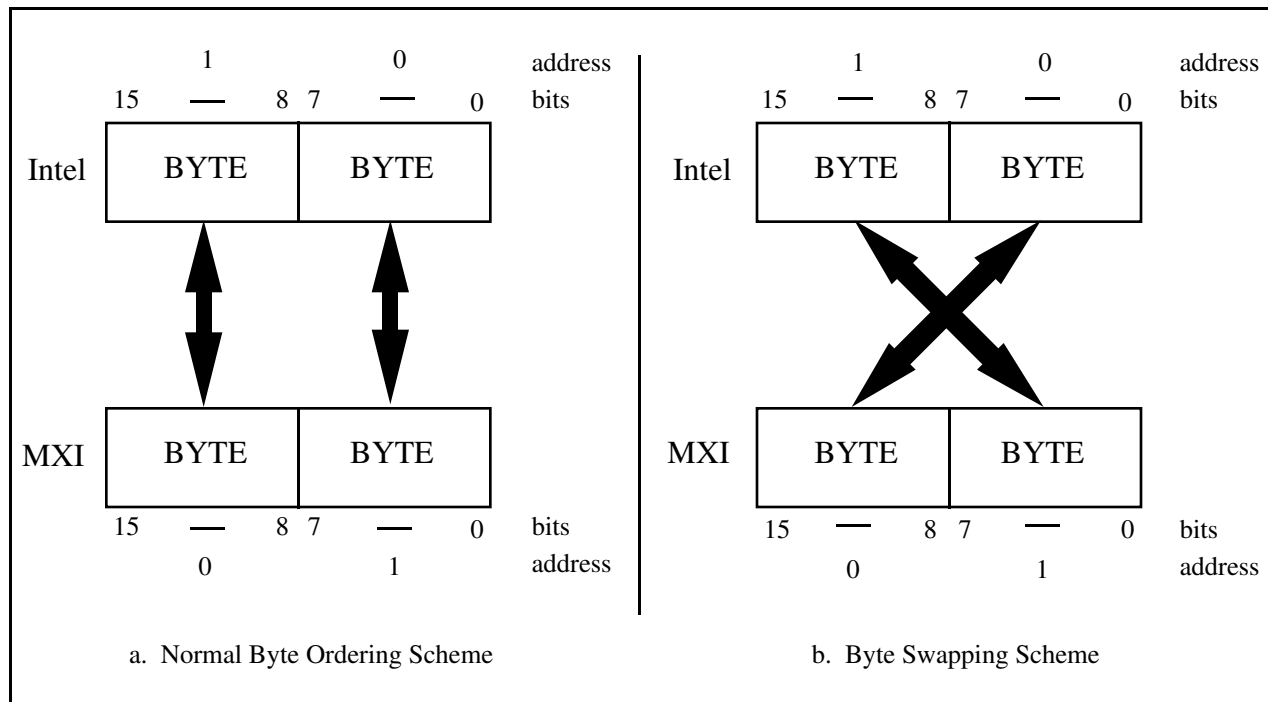 1 0 address
15 — 8 7 — 0 bits
Intel BYTE BYTE
MXI BYTE BYTE
15 — 8 7 — 0 bits
0 1 address
a. Normal Byte Ordering Scheme
1 0 address
15 — 8 7 — 0 bits
Intel BYTE BYTE
MXI BYTE BYTE
15 — 8 7 — 0 bits
0 1 address
b. Byte Swapping Scheme